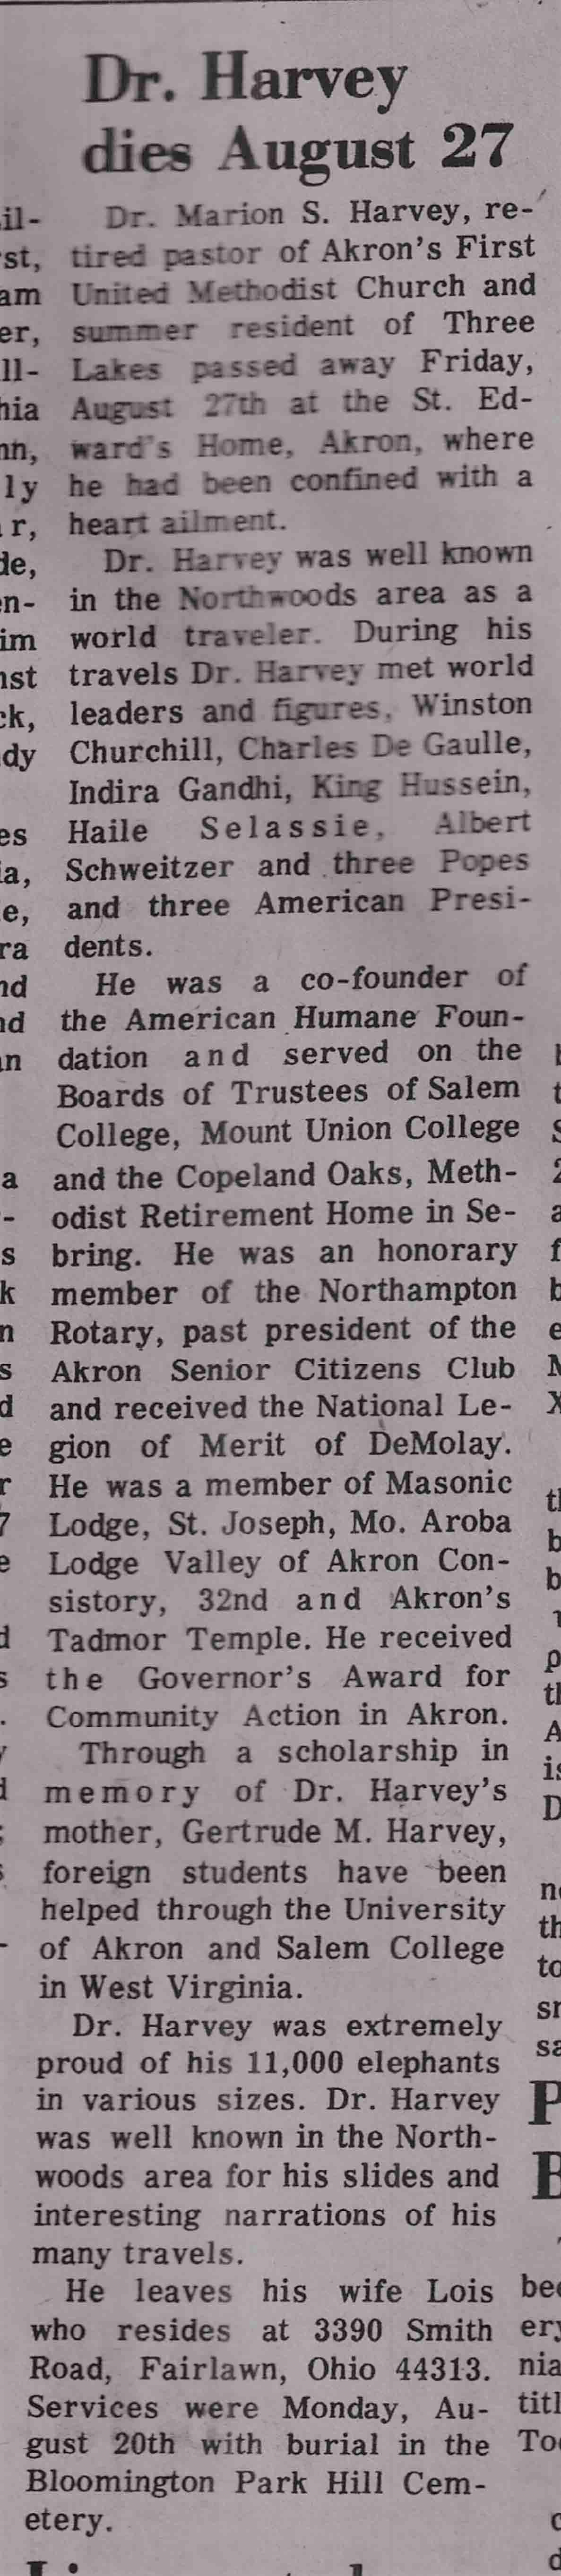 Dr. Harvey
dies August 27
Dr. Marion S. Harvey, re-
tired pastor of Akron's First
United Methodist Church and
summer resident of Three
Lakes passed away Friday,
August 27th at the St. Ed-
ward's Home, Akron, where
he had been confined with a
heart ailment.
Dr. Harvey was well known
in the Northwoods area as a
world traveler. During his
travels Dr. Harvey met world
leaders and figures, Winston
Churchill, Charles De Gaulle,
Indira Gandhi, King Hussein,
Haile Selassie, Albert
Schweitzer and three Popes
and three American Presi-
dents.
He was a co-founder of
the American Humane Foun-
dation and served on the
Boards of Trustees of Salem
College, Mount Union College
and the Copeland Oaks, Meth-
odist Retirement Home in Se-
bring. He was an honorary
member of the Northampton
Rotary, past president of the
Akron Senior Citizens Club
and received the National Le-
gion of Merit of DeMolay.
He was a member of Masonic
Lodge, St. Joseph, Mo. Aroba
Lodge Valley of Akron Con-
sistory, 32nd and Akron's
Tadmor Temple. He received
the Governor's Award for
Community Action in Akron.
Through a scholarship in
memory of Dr. Harvey's
mother, Gertrude M. Harvey,
foreign students have been
helped through the University
of Akron and Salem College
in West Virginia.
Dr. Harvey was extremely
proud of his 11,000 elephants
in various sizes. Dr. Harvey
was well known in the North-
woods area for his slides and
interesting narrations of his
many travels.
He leaves his wife Lois
who resides at 3390 Smith
Road, Fairlawn, Ohio 44313.
Services were Monday, Au-
gust 20th with burial in the
Bloomington Park Hill Cem-
etery.